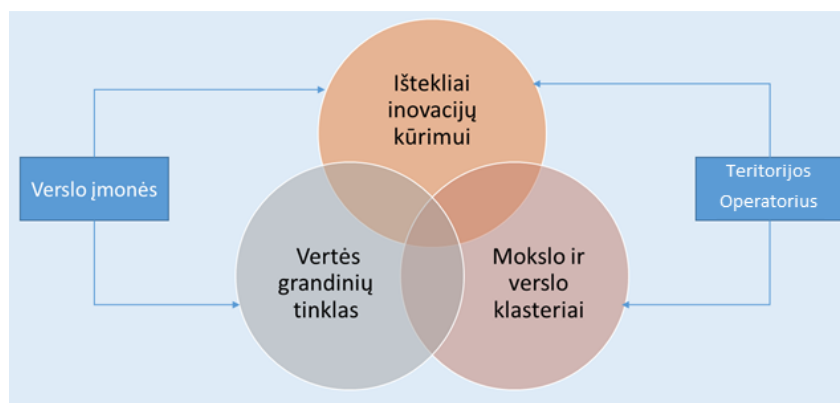 Ištekliai
inovacijų
kūrimui
Verslo įmonės
Teritorijos
Operatorius
Vertės
grandinių
tinklas
Mokslo ir
verslo
klasteriai